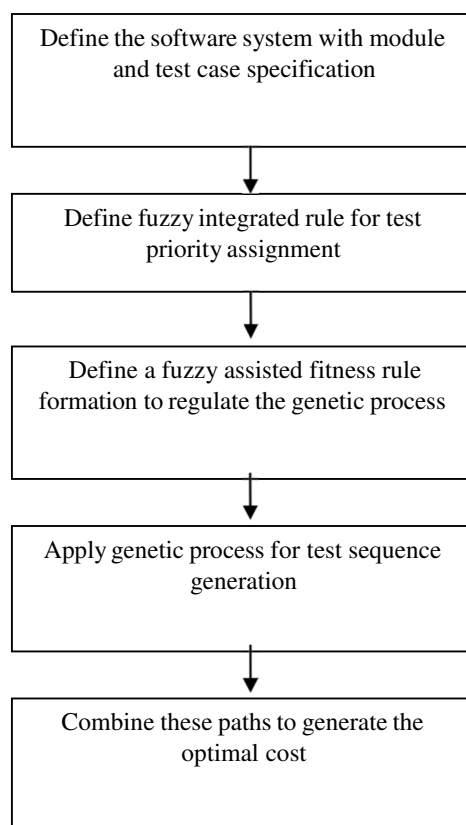 Define the software system with module
and test case specification
Define fuzzy integrated rule for test
priority assignment
Define a fuzzy assisted fitness rule
formation to regulate the genetic process
Apply genetic process for test sequence
generation
Combine these paths to generate the
optimal cost